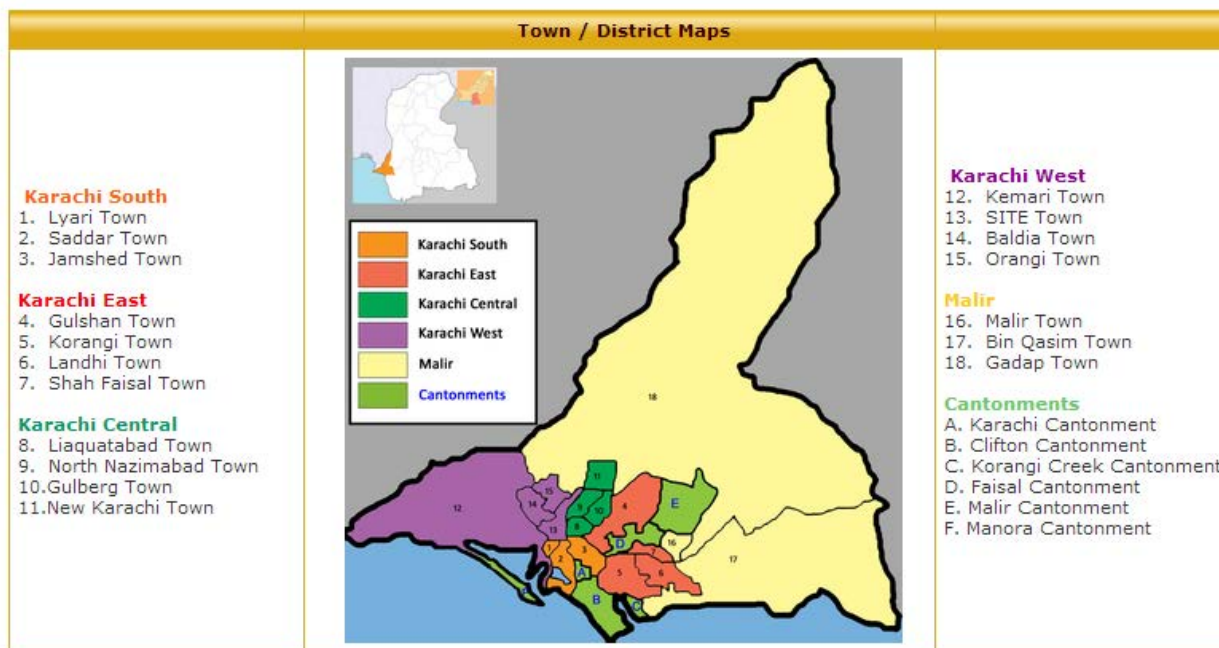 Town / District Maps
Karachi South
1. Lyari Town
2. Saddar Town
3. Jamshed Town
Karachi East
4. Gulshan Town
5. Korangi Town
6. Landhi Town
7. Shah Faisal Town
Karachi Central
8. Liaquatabad Town
9. North Nazimabad Town
10.Gulberg Town
11.New Karachi Town
Karachi South
Karachi East
Karachi Central
Karachi West
Malir
Cantonments
18
11
15
12
14
9
10
4
E
13
8
D
16
1
2
3
7
17
A
5
6
B
C
Karachi West
12. Kemari Town
13. SITE Town
14. Baldia Town
15. Orangi Town
Malir
16. Malir Town
17. Bin Qasim Town
18. Gadap Town
Cantonments
A. Karachi Cantonment
B. Clifton Cantonment
C. Korangi Creek Cantonment
D. Faisal Cantonment
E. Malir Cantonment
F. Manora Cantonment